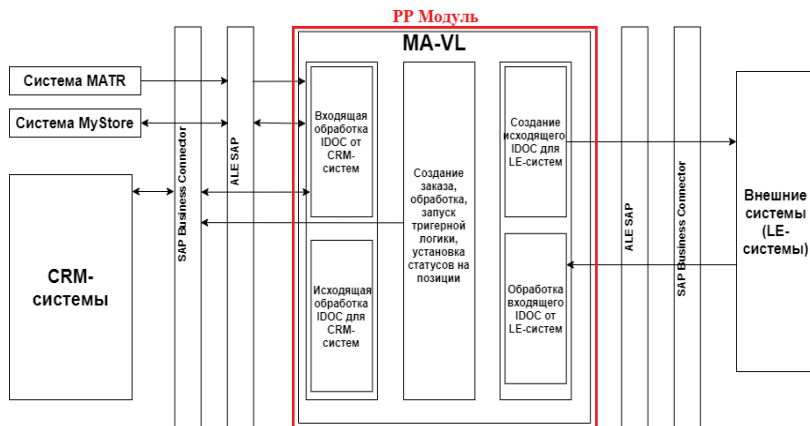 PP Модуль
MA-VL
Система MATR
Система MyStore
CRM-
системы
SAP Business Connector
ALE SAP
Входящая
обработка
IDOC от
CRM-
систем
Исходящая
обработка
IDOC для
CRM-
систем
Создание
заказа,
обработка,
запуск
тригерной
логики,
установка
статусов на
позиции
Создание
исходящего
IDOC для
LE-систем
Обработка
входящего
IDOC от
LE-систем
ALE SAP
SAP Business Connector
Внешние
системы
(LE-
системы)